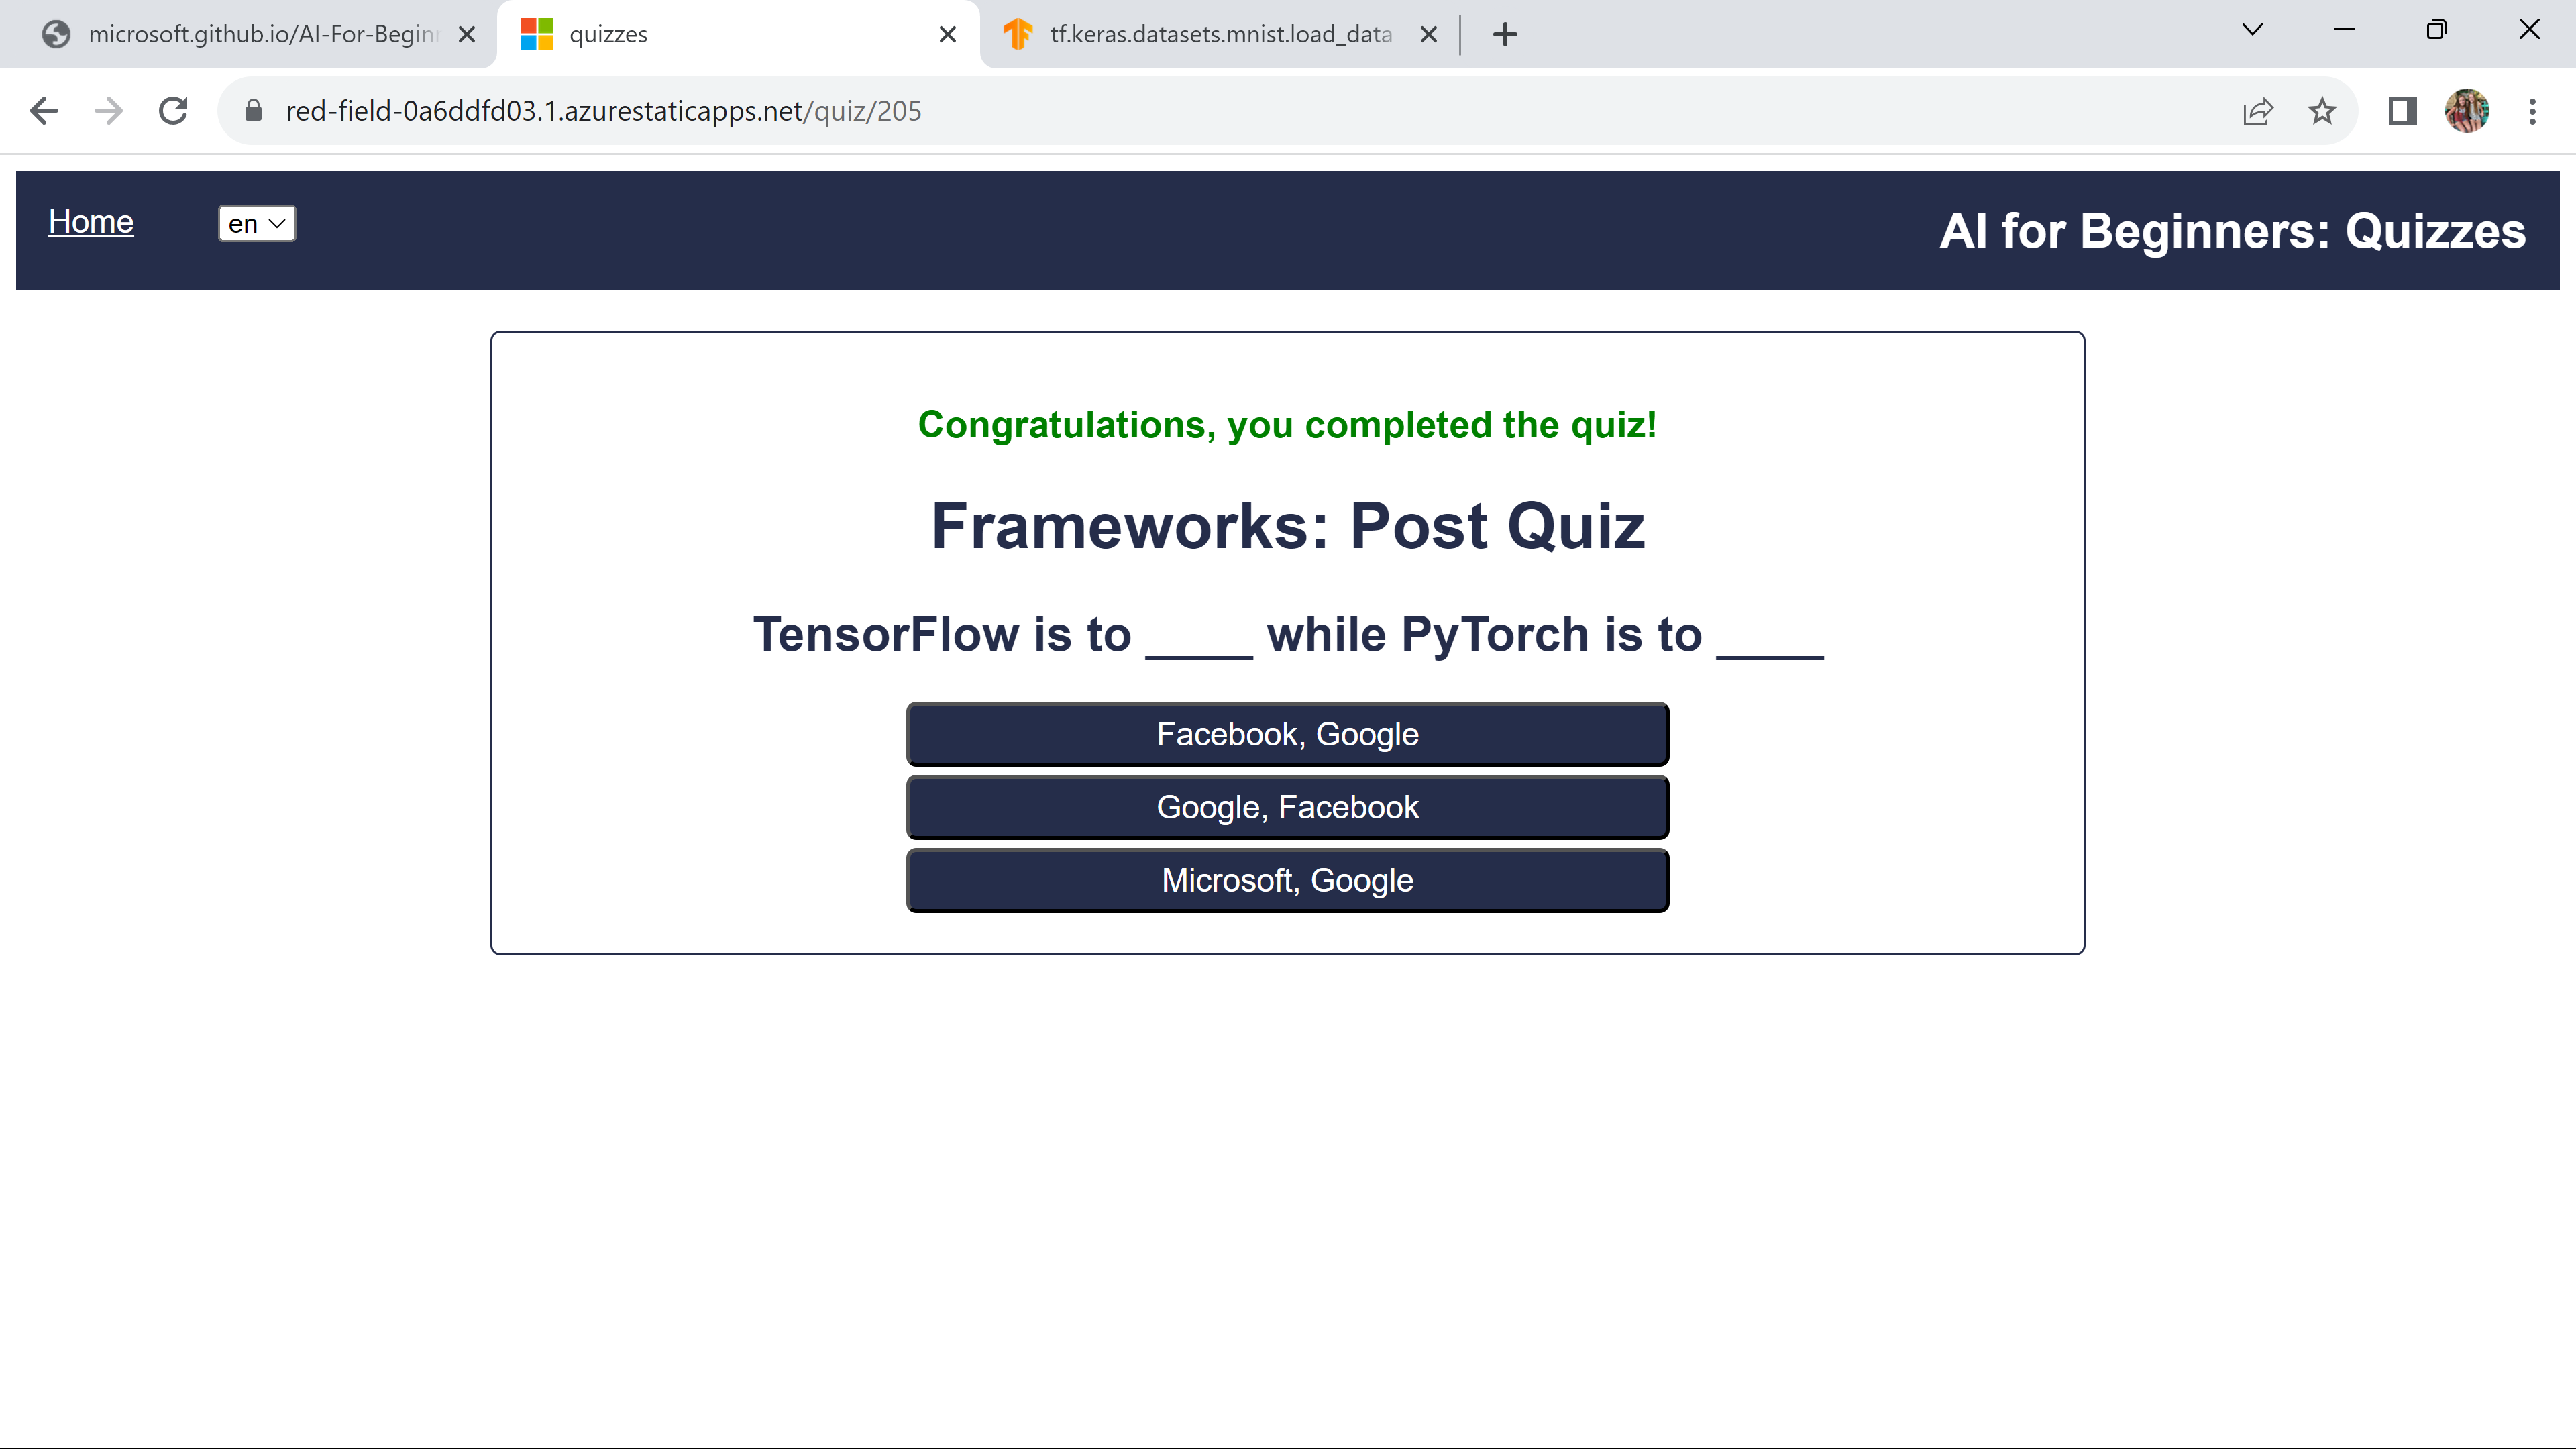 microsoft.github.io/AI-For-Beginn
quizzes
tf.keras.datasets.mnist.load_data
red-field-0a6ddfd03.1.azurestaticapps.net/quiz/205
Home
en
AI for Beginners: Quizzes
Congratulations, you completed the quiz!
Frameworks: Post Quiz
TensorFlow is to ____ while PyTorch is to ____
Facebook, Google
Google, Facebook
Microsoft, Google